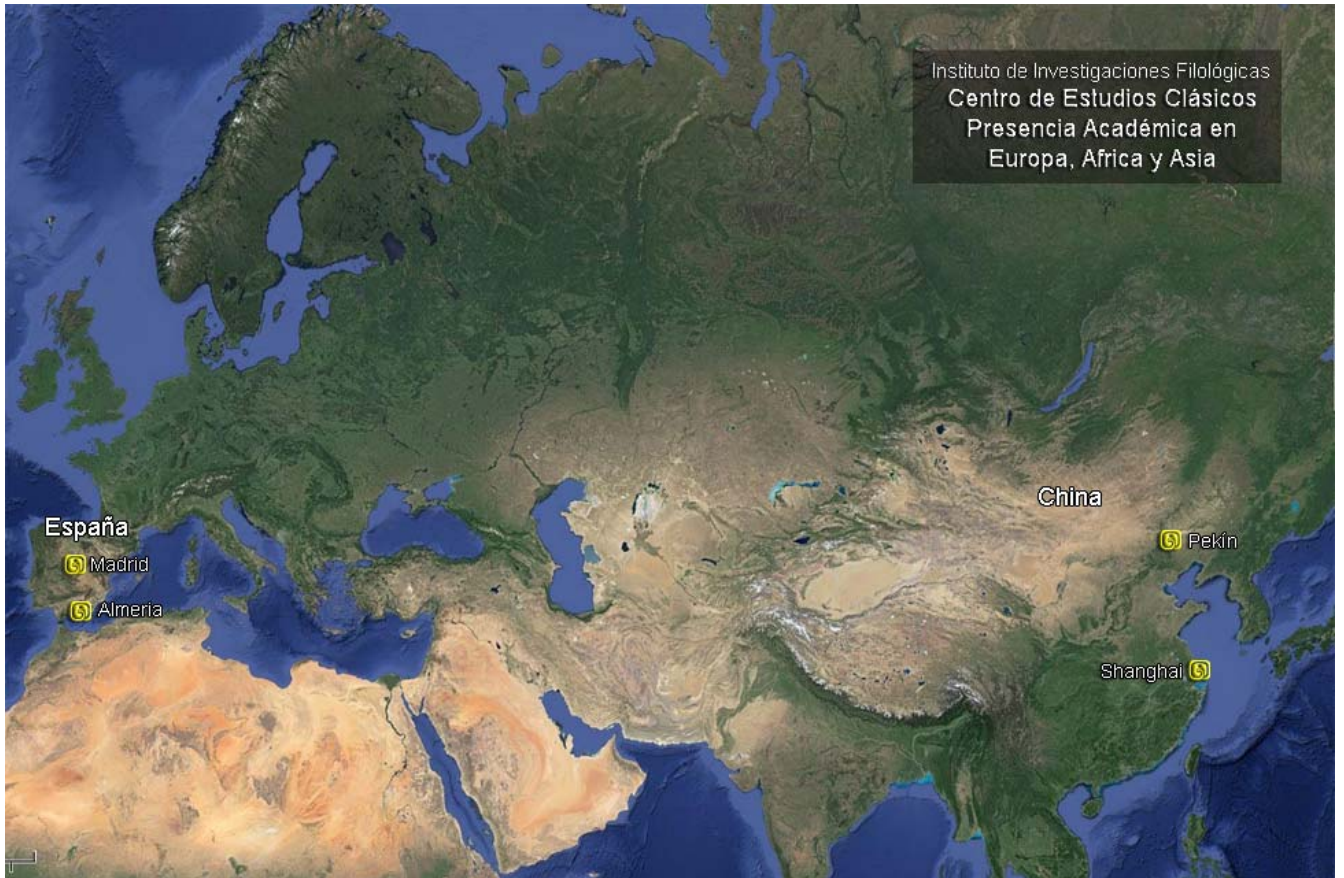 Instituto de Investigaciones Filológicas
Centro de Estudios Clásicos
Presencia Académica en
Europa, Africa y Asia
China
España
Pekín
Madrid
Almeria
Shanghai